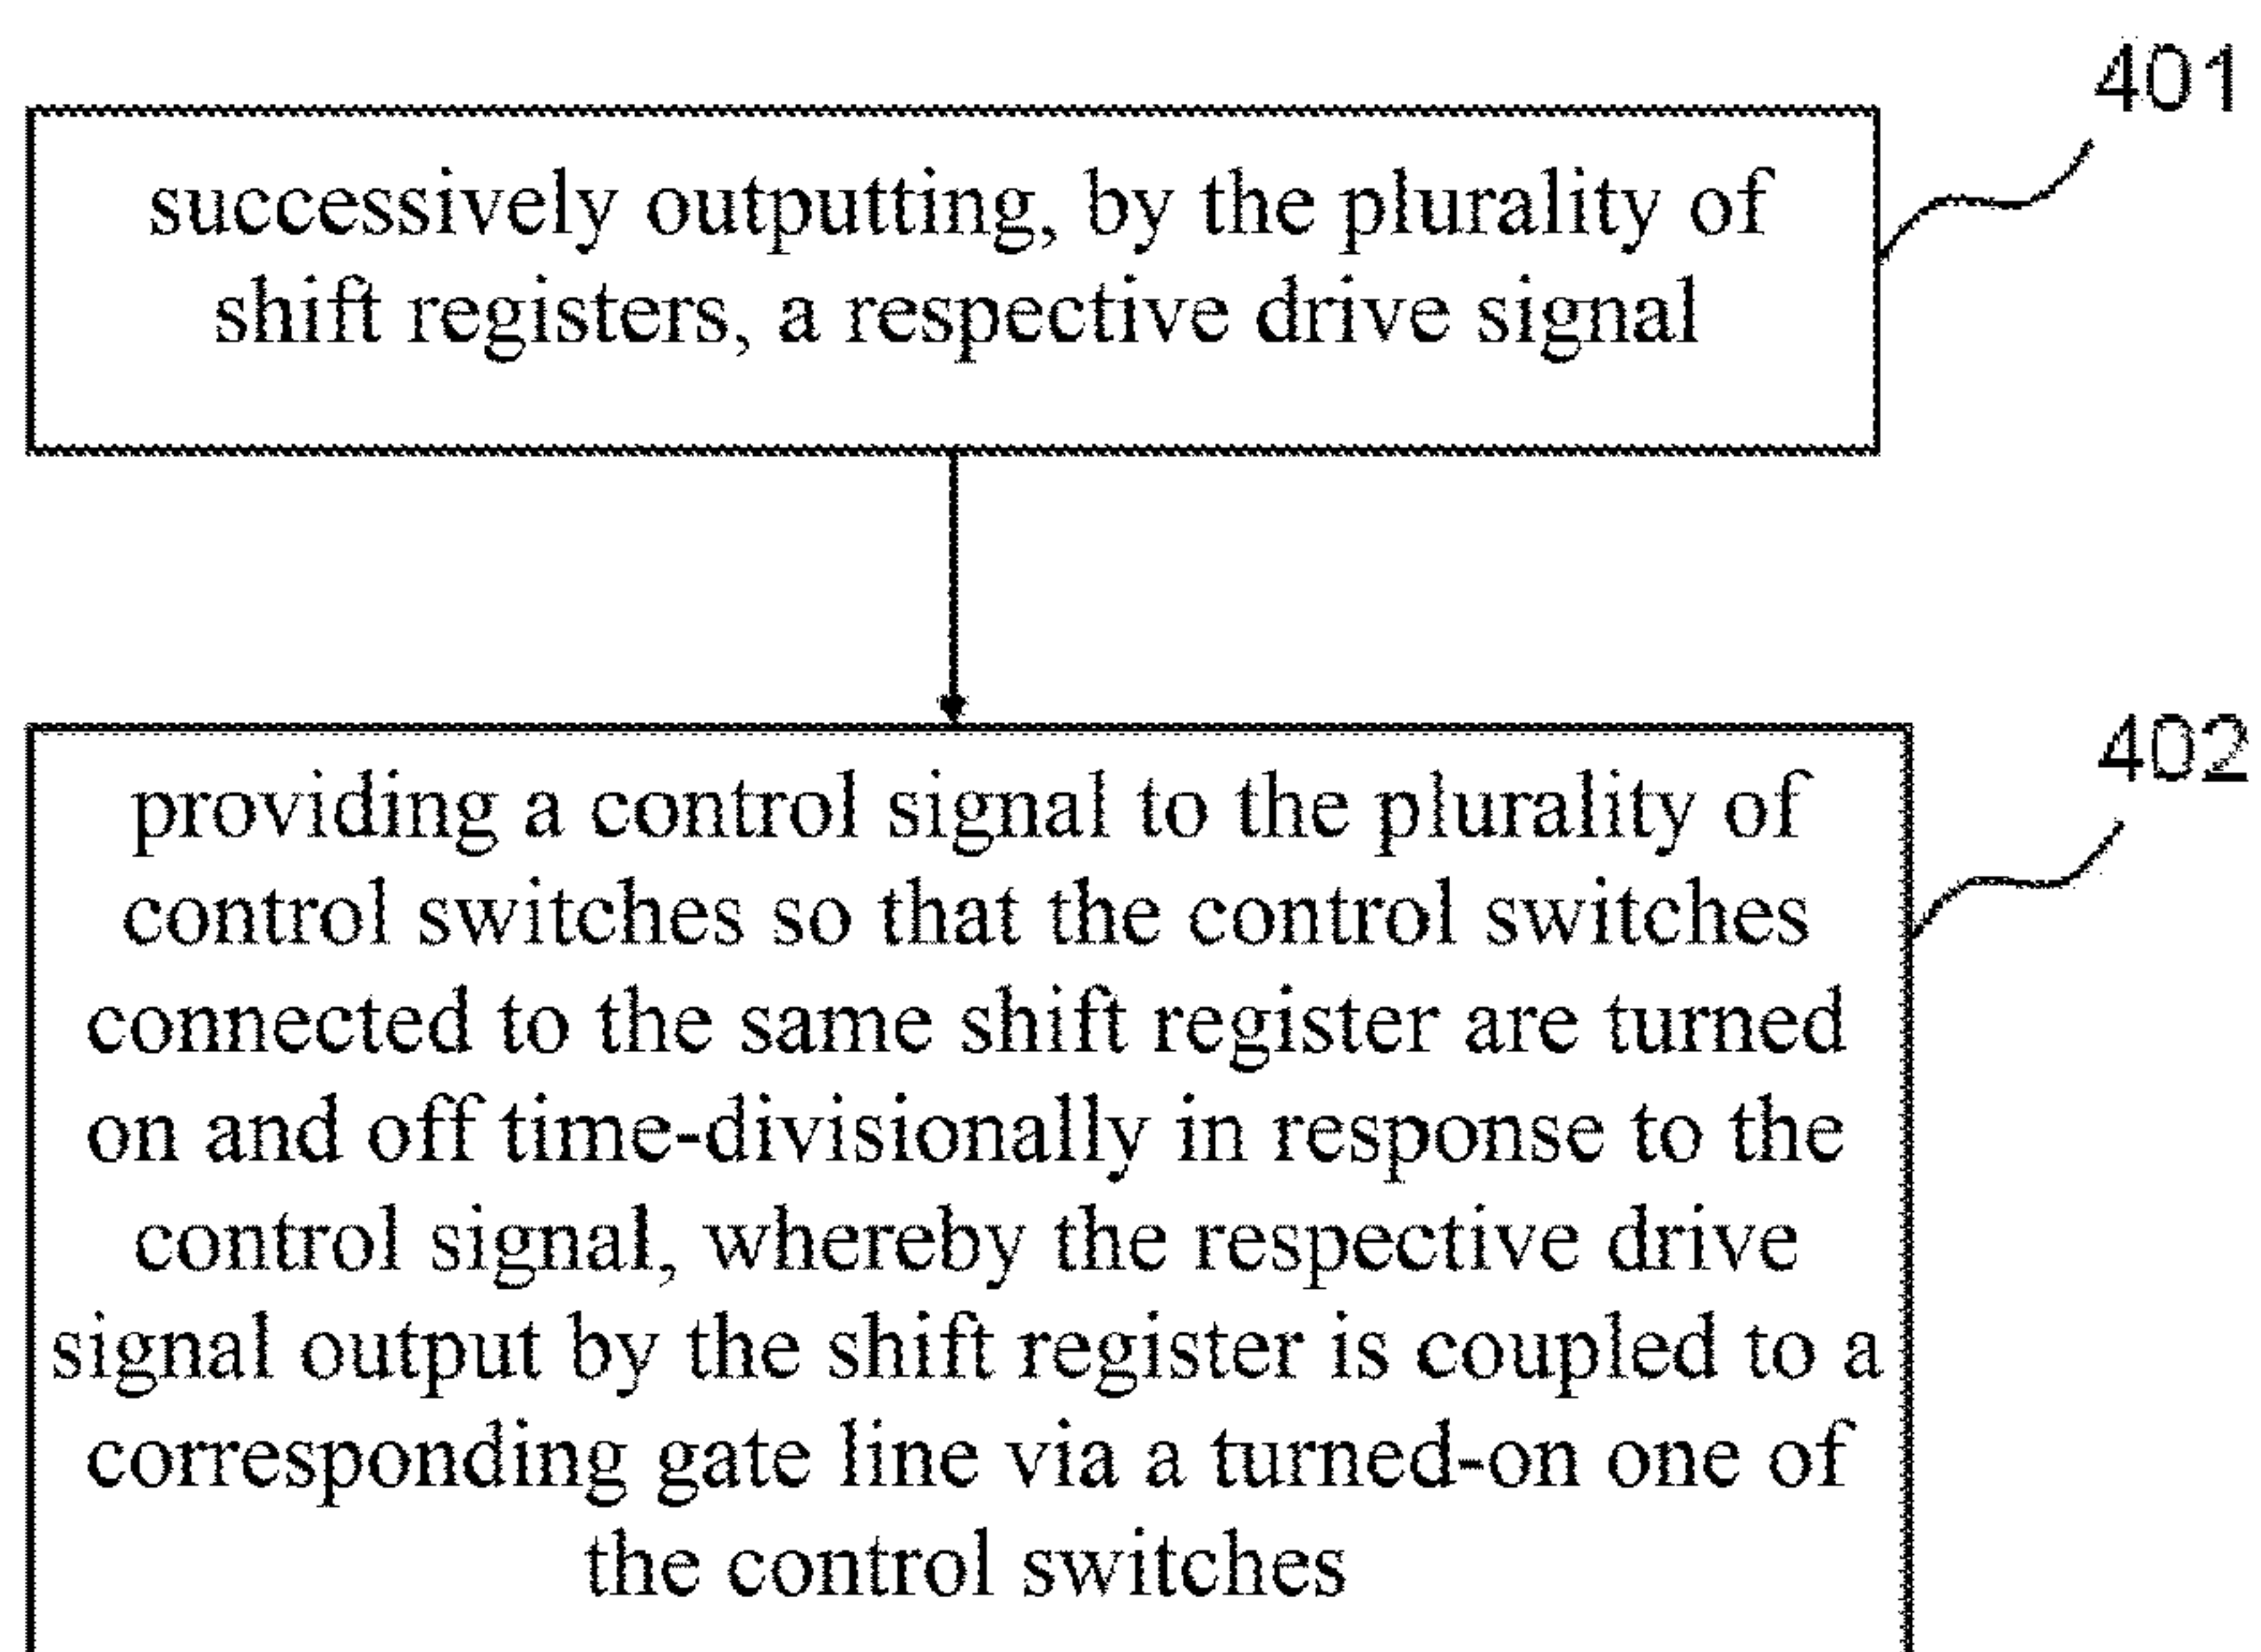 401
successively outputting, by the plurality of
shift registers, a respective drive signal
402
providing a control signal to the plurality of
control switches so that the control switches
connected to the same shift register are turned
on and off time-divisionally in response to the
control signal, whereby the respective drive
signal output by the shift register is coupled to a
corresponding gate line via a turned-on one of
the control switches